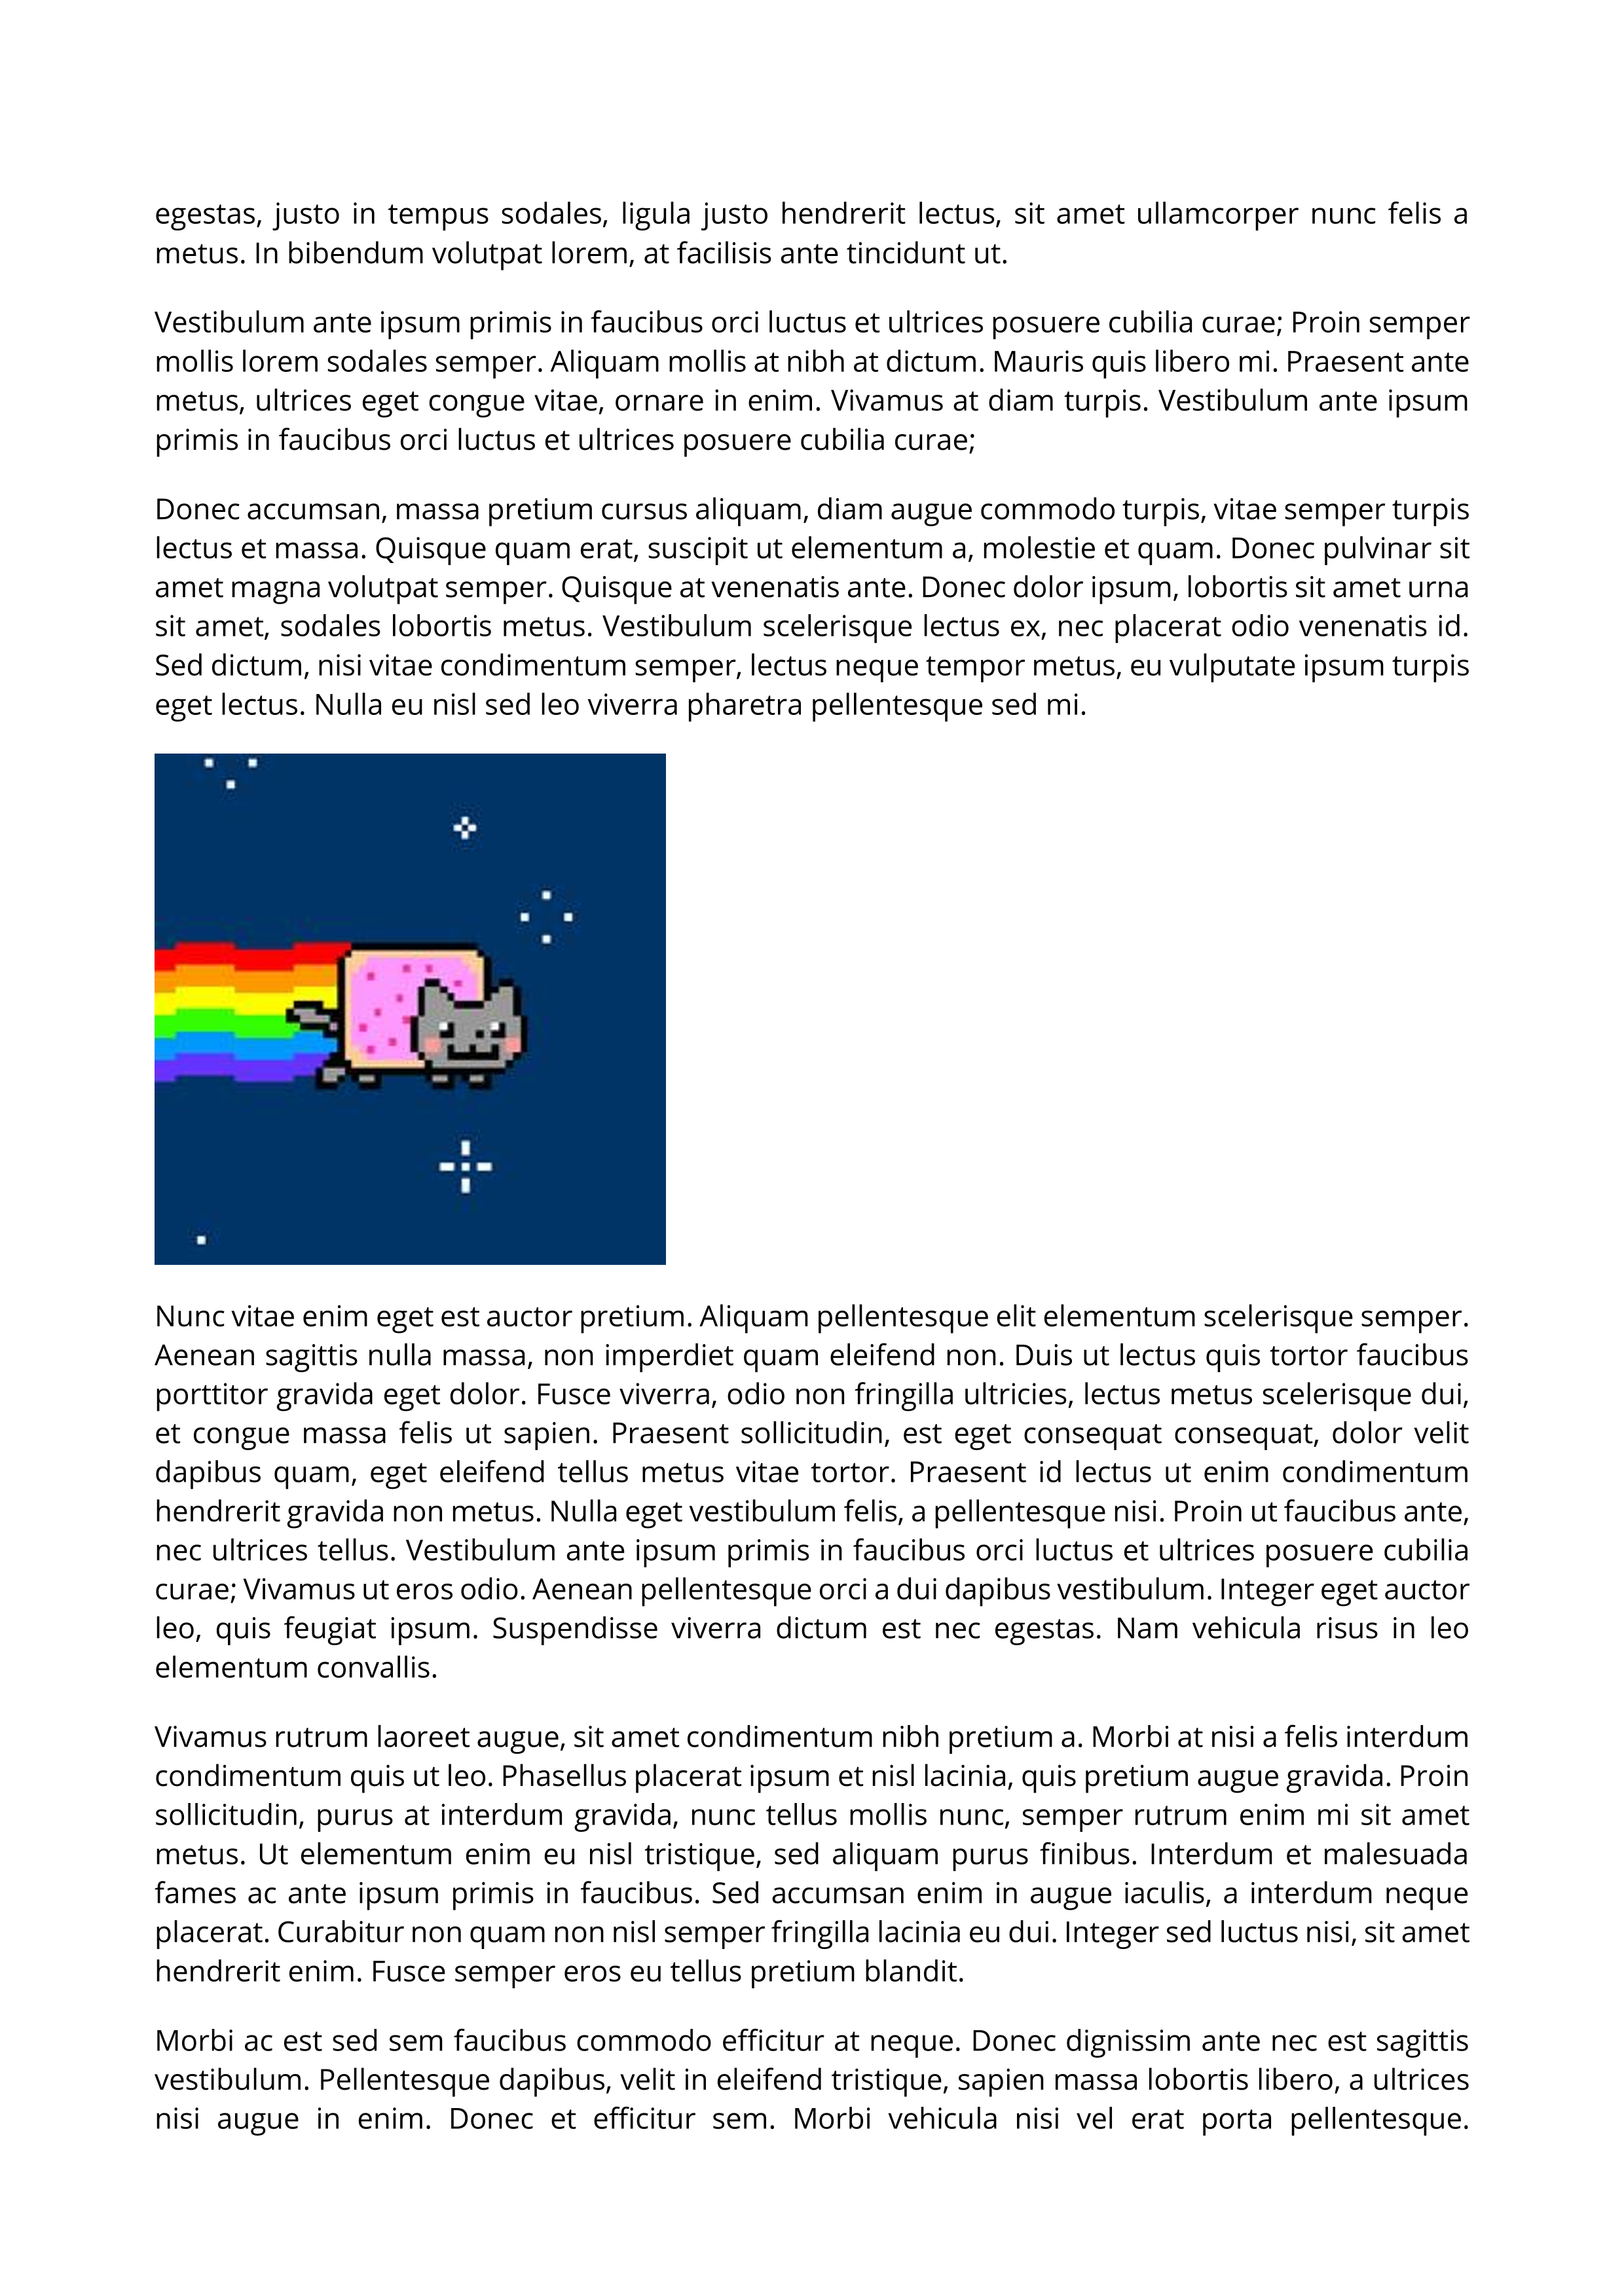 egestas, justo in tempus sodales, ligula justo hendrerit lectus, sit amet ullamcorper nunc felis a
metus. In bibendum volutpat lorem, at facilisis ante tincidunt ut.
Vestibulum ante ipsum primis in faucibus orci luctus et ultrices posuere cubilia curae; Proin semper
mollis lorem sodales semper. Aliquam mollis at nibh at dictum. Mauris quis libero mi. Praesent ante
metus, ultrices eget congue vitae, ornare in enim. Vivamus at diam turpis. Vestibulum ante ipsum
primis in faucibus orci luctus et ultrices posuere cubilia curae;
Donec accumsan, massa pretium cursus aliquam, diam augue commodo turpis, vitae semper turpis
lectus et massa. Quisque quam erat, suscipit ut elementum a, molestie et quam. Donec pulvinar sit
amet magna volutpat semper. Quisque at venenatis ante. Donec dolor ipsum, lobortis sit amet urna
sit amet, sodales lobortis metus. Vestibulum scelerisque lectus ex, nec placerat odio venenatis id.
Sed dictum, nisi vitae condimentum semper, lectus neque tempor metus, eu vulputate ipsum turpis
eget lectus. Nulla eu nisl sed leo viverra pharetra pellentesque sed mi.
Nunc vitae enim eget est auctor pretium. Aliquam pellentesque elit elementum scelerisque semper.
Aenean sagittis nulla massa, non imperdiet quam eleifend non. Duis ut lectus quis tortor faucibus
porttitor gravida eget dolor. Fusce viverra, odio non fringilla ultricies, lectus metus scelerisque dui,
et congue massa felis ut sapien. Praesent sollicitudin, est eget consequat consequat, dolor velit
dapibus quam, eget eleifend tellus metus vitae tortor. Praesent id lectus ut enim condimentum
hendrerit gravida non metus. Nulla eget vestibulum felis, a pellentesque nisi. Proin ut faucibus ante,
nec ultrices tellus. Vestibulum ante ipsum primis in faucibus orci luctus et ultrices posuere cubilia
curae; Vivamus ut eros odio. Aenean pellentesque orci a dui dapibus vestibulum. Integer eget auctor
leo, quis feugiat ipsum. Suspendisse viverra dictum est nec egestas. Nam vehicula risus in leo
elementum convallis.
Vivamus rutrum laoreet augue, sit amet condimentum nibh pretium a. Morbi at nisi a felis interdum
condimentum quis ut leo. Phasellus placerat ipsum et nisl lacinia, quis pretium augue gravida. Proin
sollicitudin, purus at interdum gravida, nunc tellus mollis nunc, semper rutrum enim mi sit amet
metus. Ut elementum enim eu nisl tristique, sed aliquam purus finibus. Interdum et malesuada
fames ac ante ipsum primis in faucibus. Sed accumsan enim in augue iaculis, a interdum neque
placerat. Curabitur non quam non nisl semper fringilla lacinia eu dui. Integer sed luctus nisi, sit amet
hendrerit enim. Fusce semper eros eu tellus pretium blandit.
Morbi ac est sed sem faucibus commodo efficitur at neque. Donec dignissim ante nec est sagittis
vestibulum. Pellentesque dapibus, velit in eleifend tristique, sapien massa lobortis libero, a ultrices
nisi augue in enim. Donec et efficitur sem. Morbi vehicula nisi vel erat porta pellentesque.